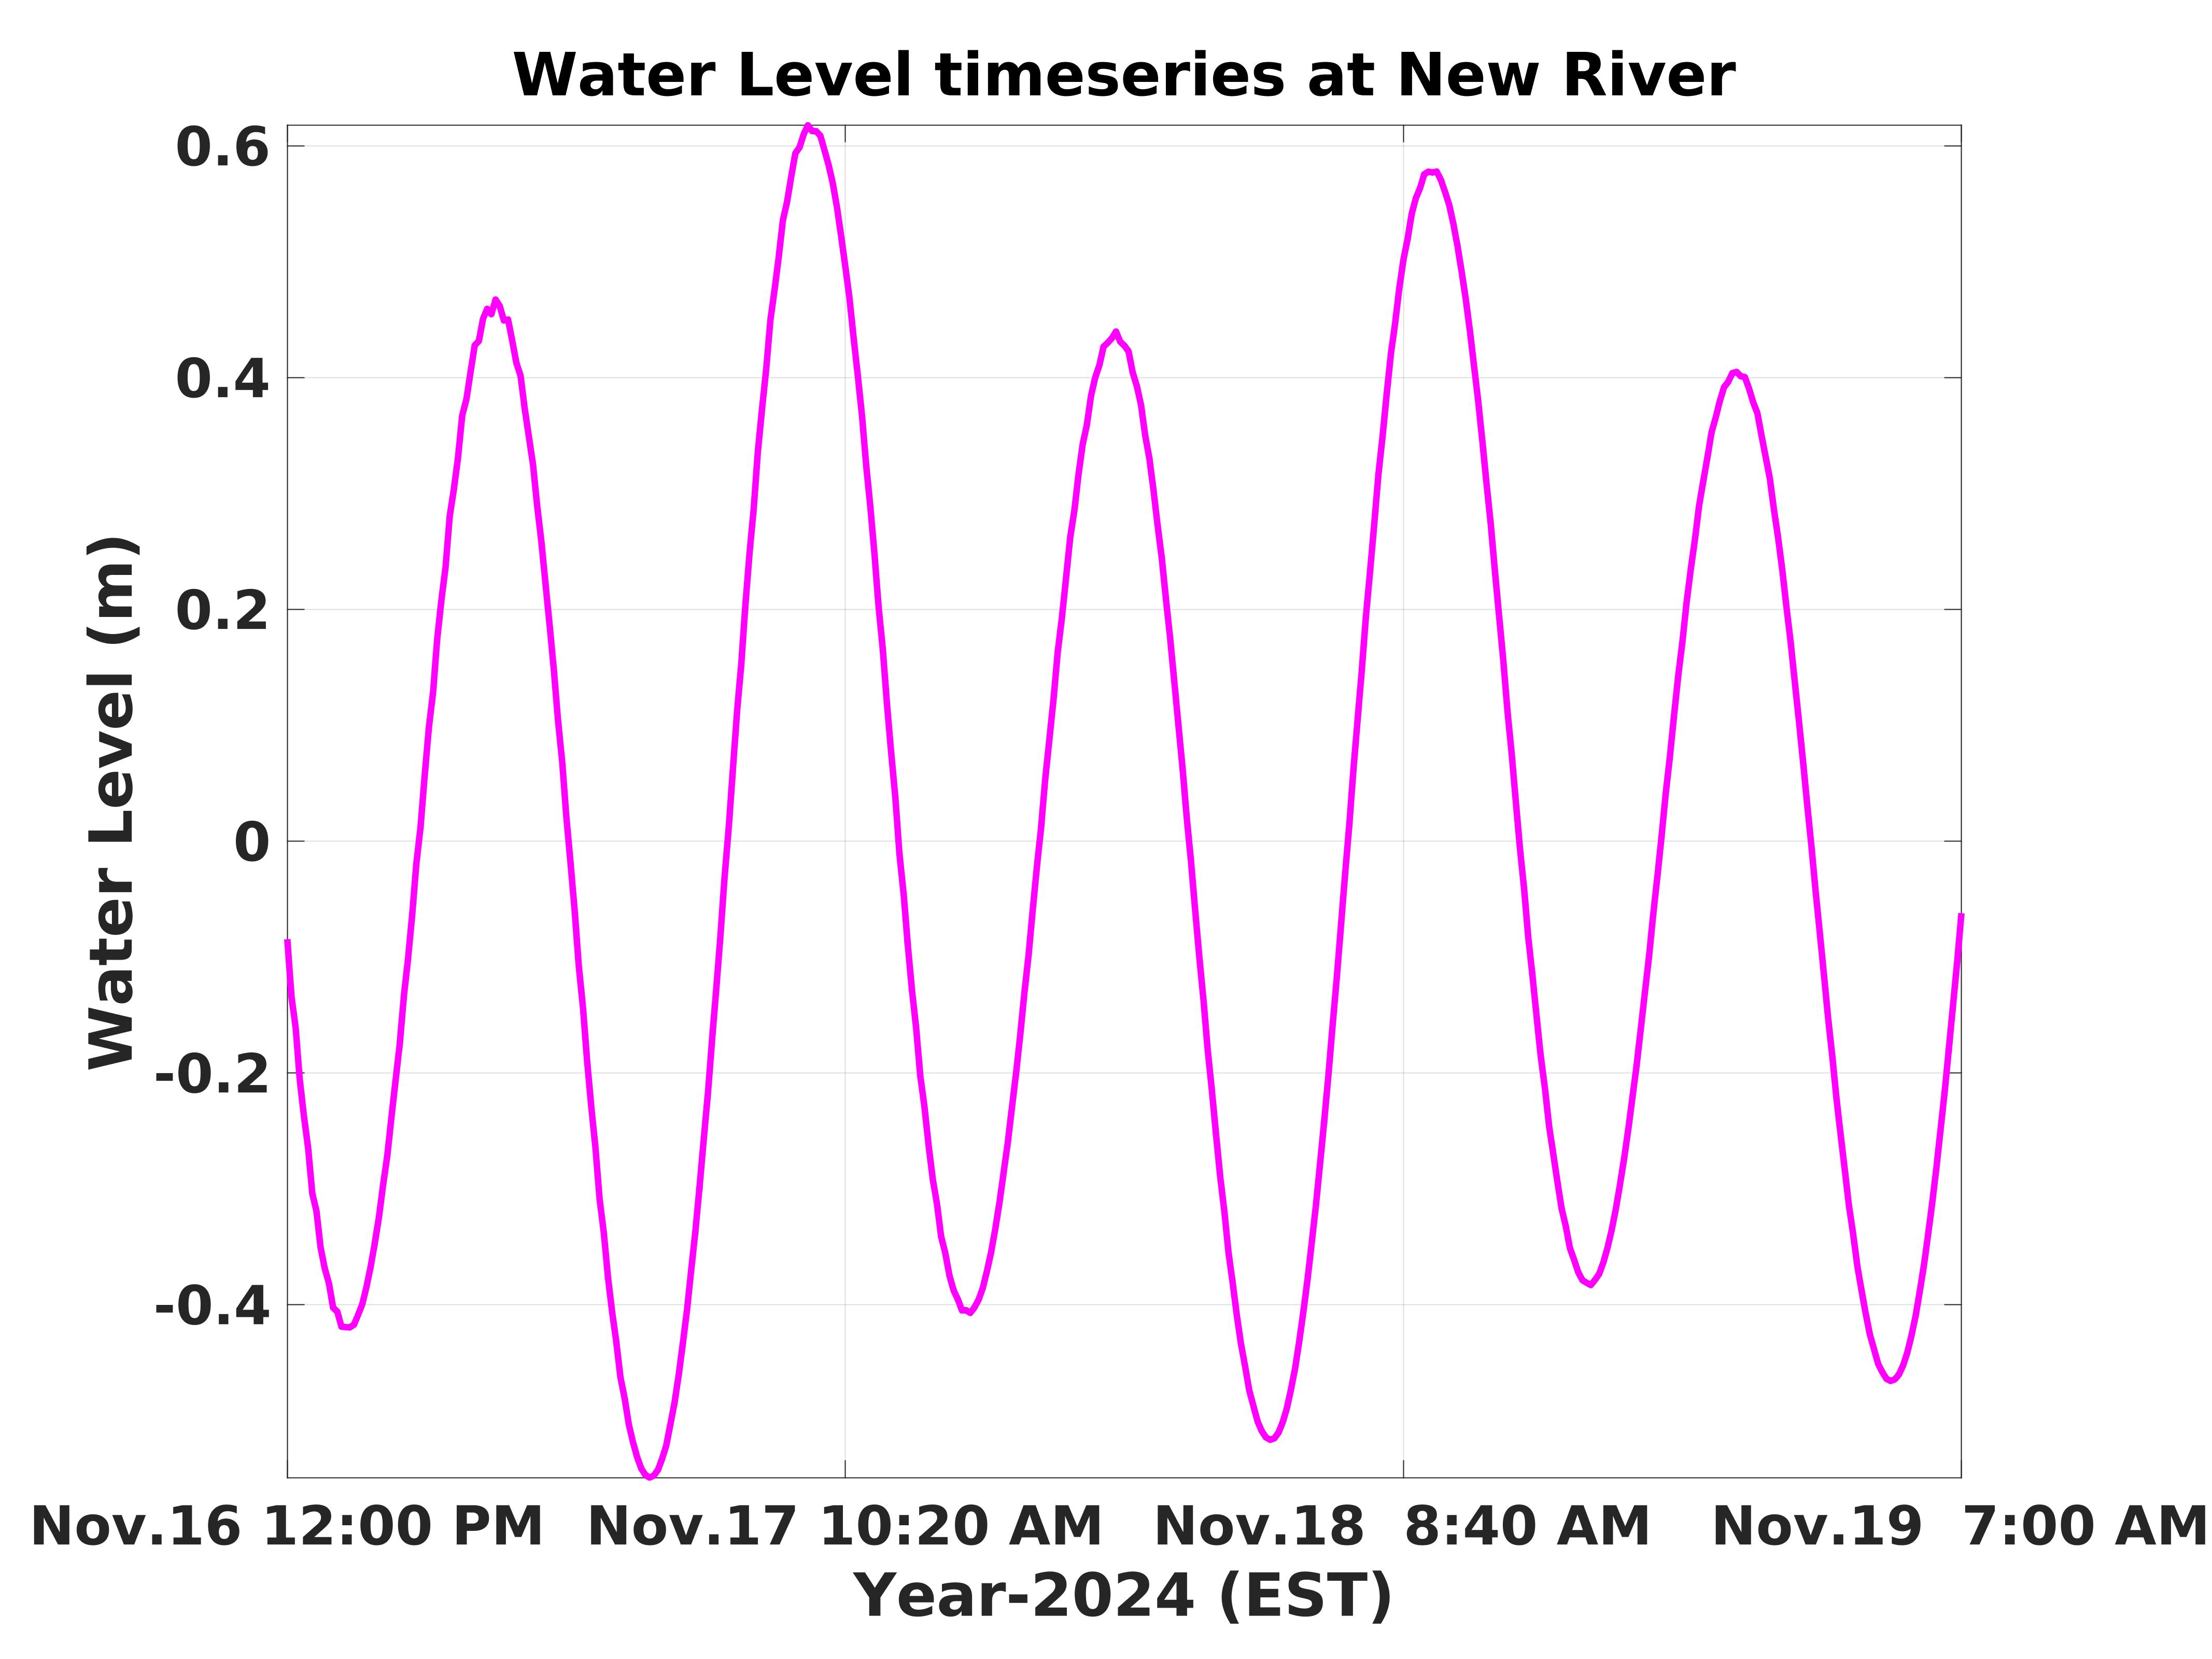 Water Level timeseries at New River
0.6
0.4
0.2
0
-0.2
-0.4
Water Level (m)
Nov.16 12:00 PM Nov.17 10:20 AM Nov.18 8:40 AM Nov.19 7:00 AM
Year-2024 (EST)